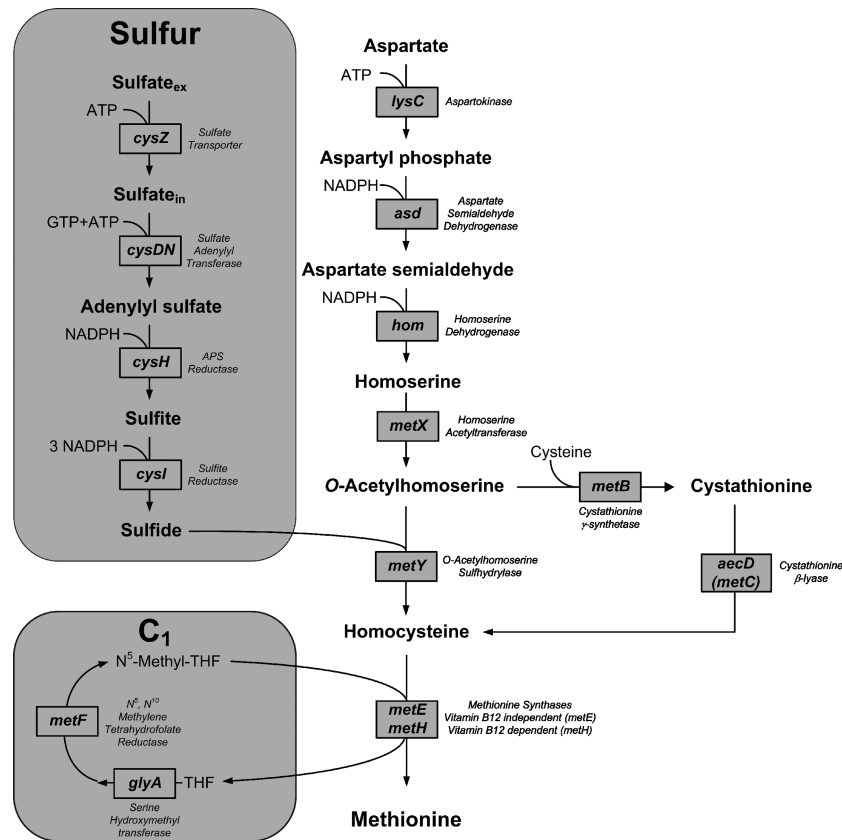 Sulfur
Sulfate_ex
ATP
cysZ
Sulfate
Transporter
Sulfate_in
GTP+ATP
cysDN
Sulfate
Adenylyl
Transferase
Adenylyl sulfate
NADPH
cysH
APS
Reductase
Sulfite
3 NADPH
cysI
Sulfite
Reductase
Sulfide
Aspartate
ATP
lysC
Aspartokinase
Aspartyl phosphate
NADPH
asd
Aspartate
Semialdehyde
Dehydrogenase
Aspartate semialdehyde
NADPH
hom
Homoserine
Dehydrogenase
Homoserine
metX
Homoserine
Acetyltransferase
O-Acetylhomoserine
Cysteine
metB
Cystathionine
γ-synthetase
Cystathionine
aecD
(metC)
Cystathionine
β-lyase
metY
O-Acetylhomoserine
Sulfhydrylase
Homocysteine
C₁
N⁵-Methyl-THF
metF
N⁵, N¹⁰
Methylene
Tetrahydrofolate
Reductase
glyA
THF
Serine
Hydroxymethyl
transferase
metE
metH
Methionine Synthases
Vitamin B12 independent (metE)
Vitamin B12 dependent (metH)
Methionine